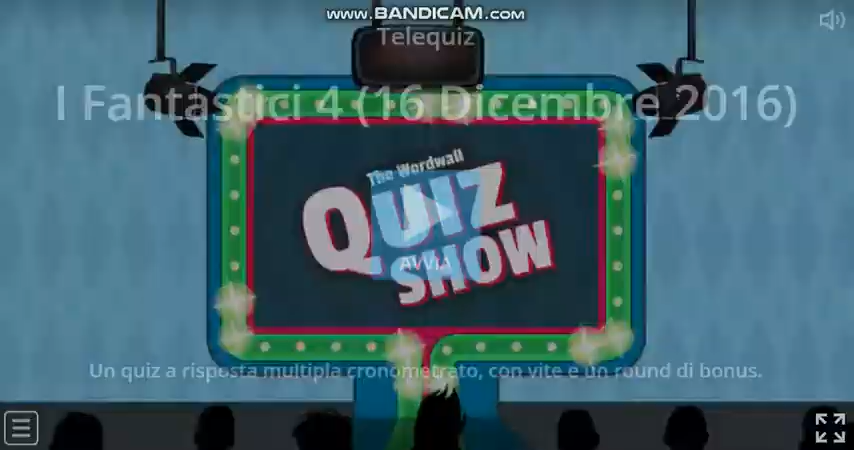 www.BANDICAM.com
Telequiz
I Fantastici 4 (16 Dicembre 2016)
The Wordwall
QUIZ
AVVIA
SHOW
Un quiz a risposta multipla cronometrato, con vite e un round di bonus.